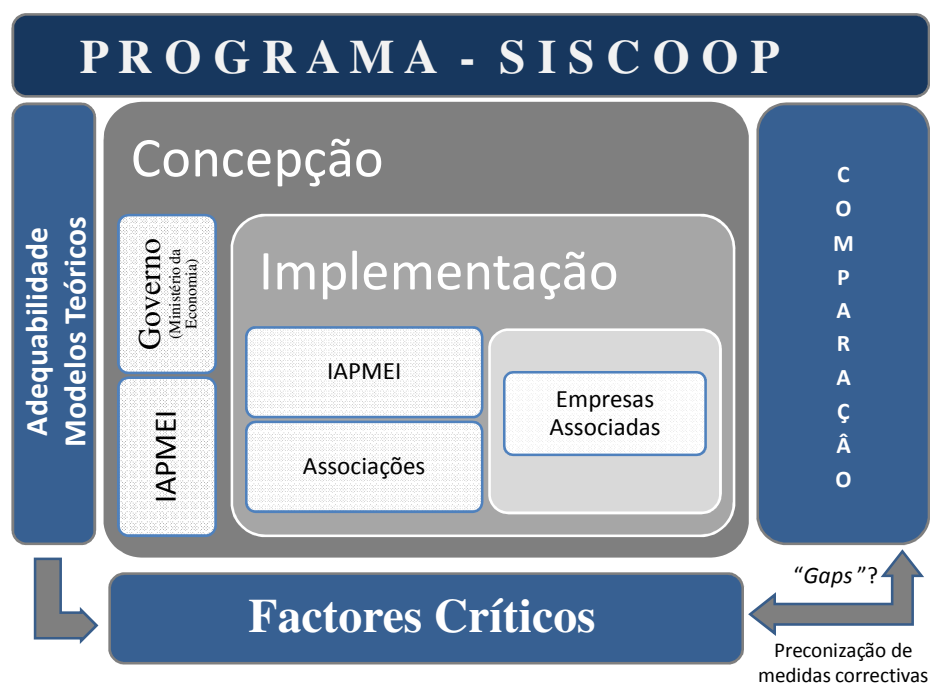 PROGRAMA - SISCOOP
Adequabilidade
Modelos Teóricos
Concepção
Governo
(Ministério da
Economia)
IAPMEI
Implementação
IAPMEI
Associações
Empresas
Associadas
C
O
M
P
A
R
A
Ç
Â
O
Factores Críticos
“Gaps”?
Preconização de
medidas correctivas